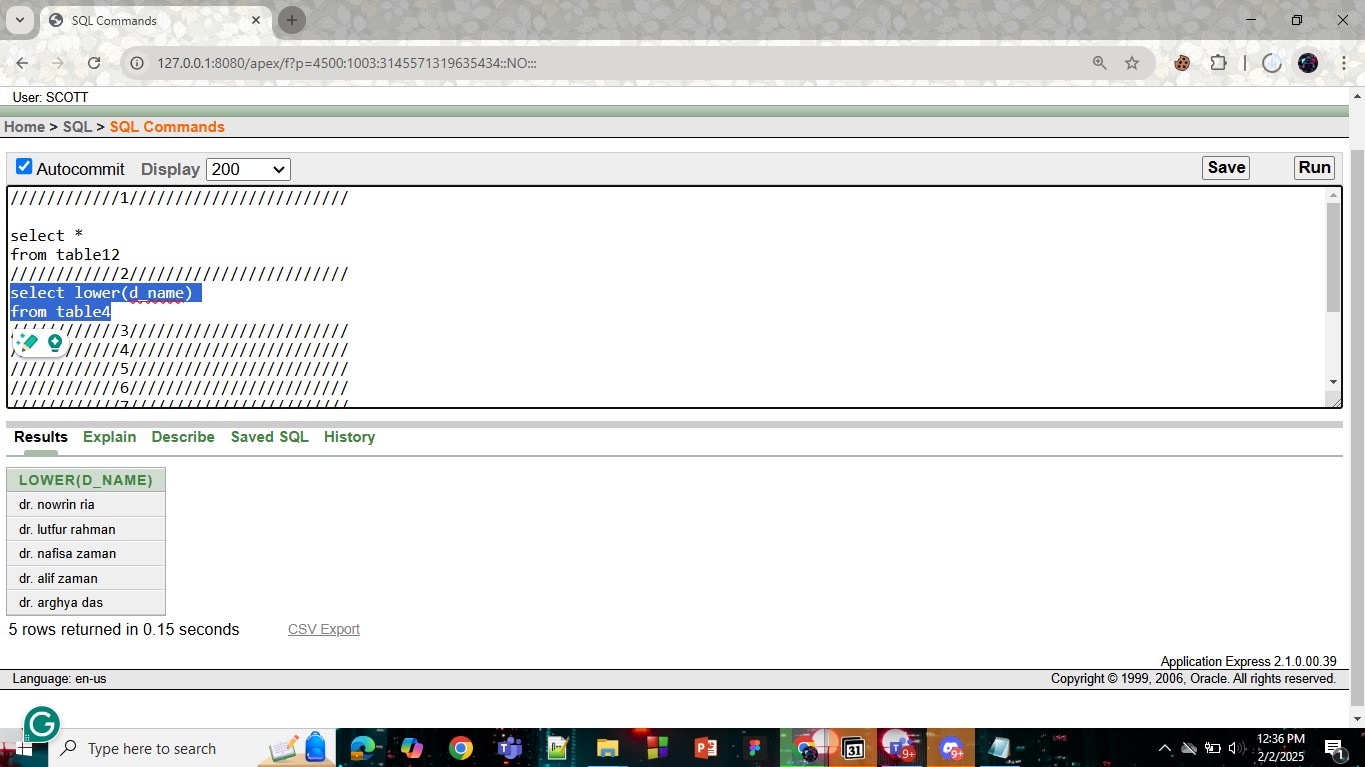 SQL Commands
127.0.0.1:8080/apex/f?p=4500:1003:3145571319635434::NO:::
User: SCOTT
Home > SQL > SQL Commands
Autocommit Display 200 Save Run
////////////1////////////////////////
select *
from table12
////////////2////////////////////////
select lower(d_name)
from table4
////////////3////////////////////////
////////////4////////////////////////
////////////5////////////////////////
////////////6////////////////////////
////////////7////////////////////////
Results Explain Describe Saved SQL History
LOWER(D_NAME)
dr. nowrin ria
dr. lutfur rahman
dr. nafisa zaman
dr. alif zaman
dr. arghya das
5 rows returned in 0.15 seconds CSV Export
Application Express 2.1.0.00.39
Language: en-us Copyright © 1999, 2006, Oracle. All rights reserved.
Type here to search 31 9+ 9+ 12:36 PM
2/2/2025 1